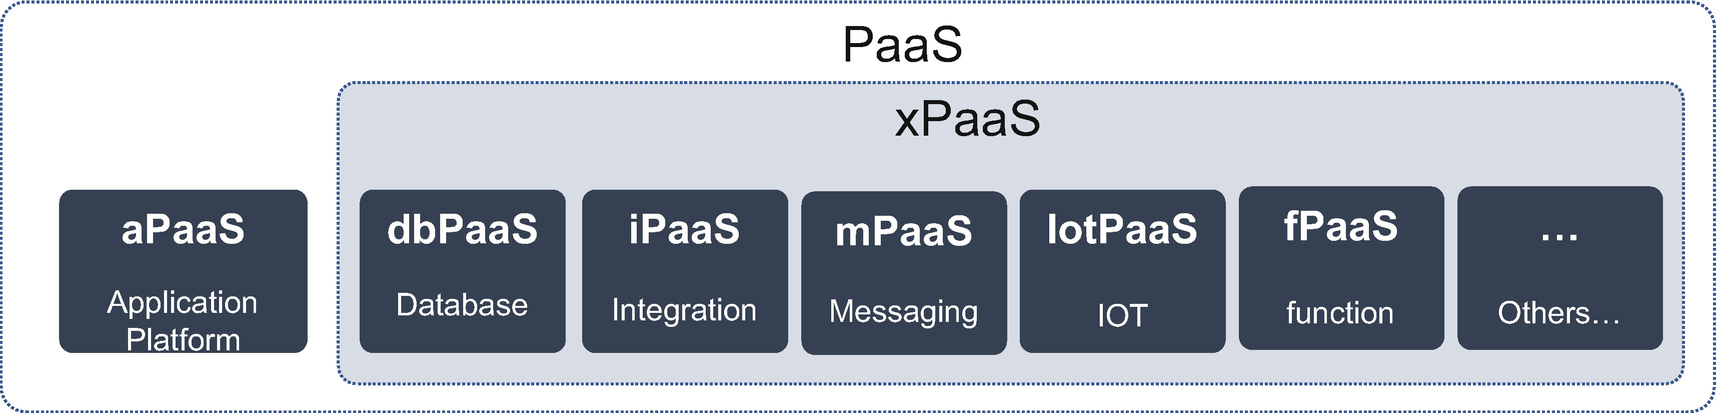 PaaS
xPaaS
aPaaS
Application
Platform
dbPaaS
Database
iPaaS
Integration
mPaaS
Messaging
IotPaaS
IOT
fPaaS
function
...
Others...